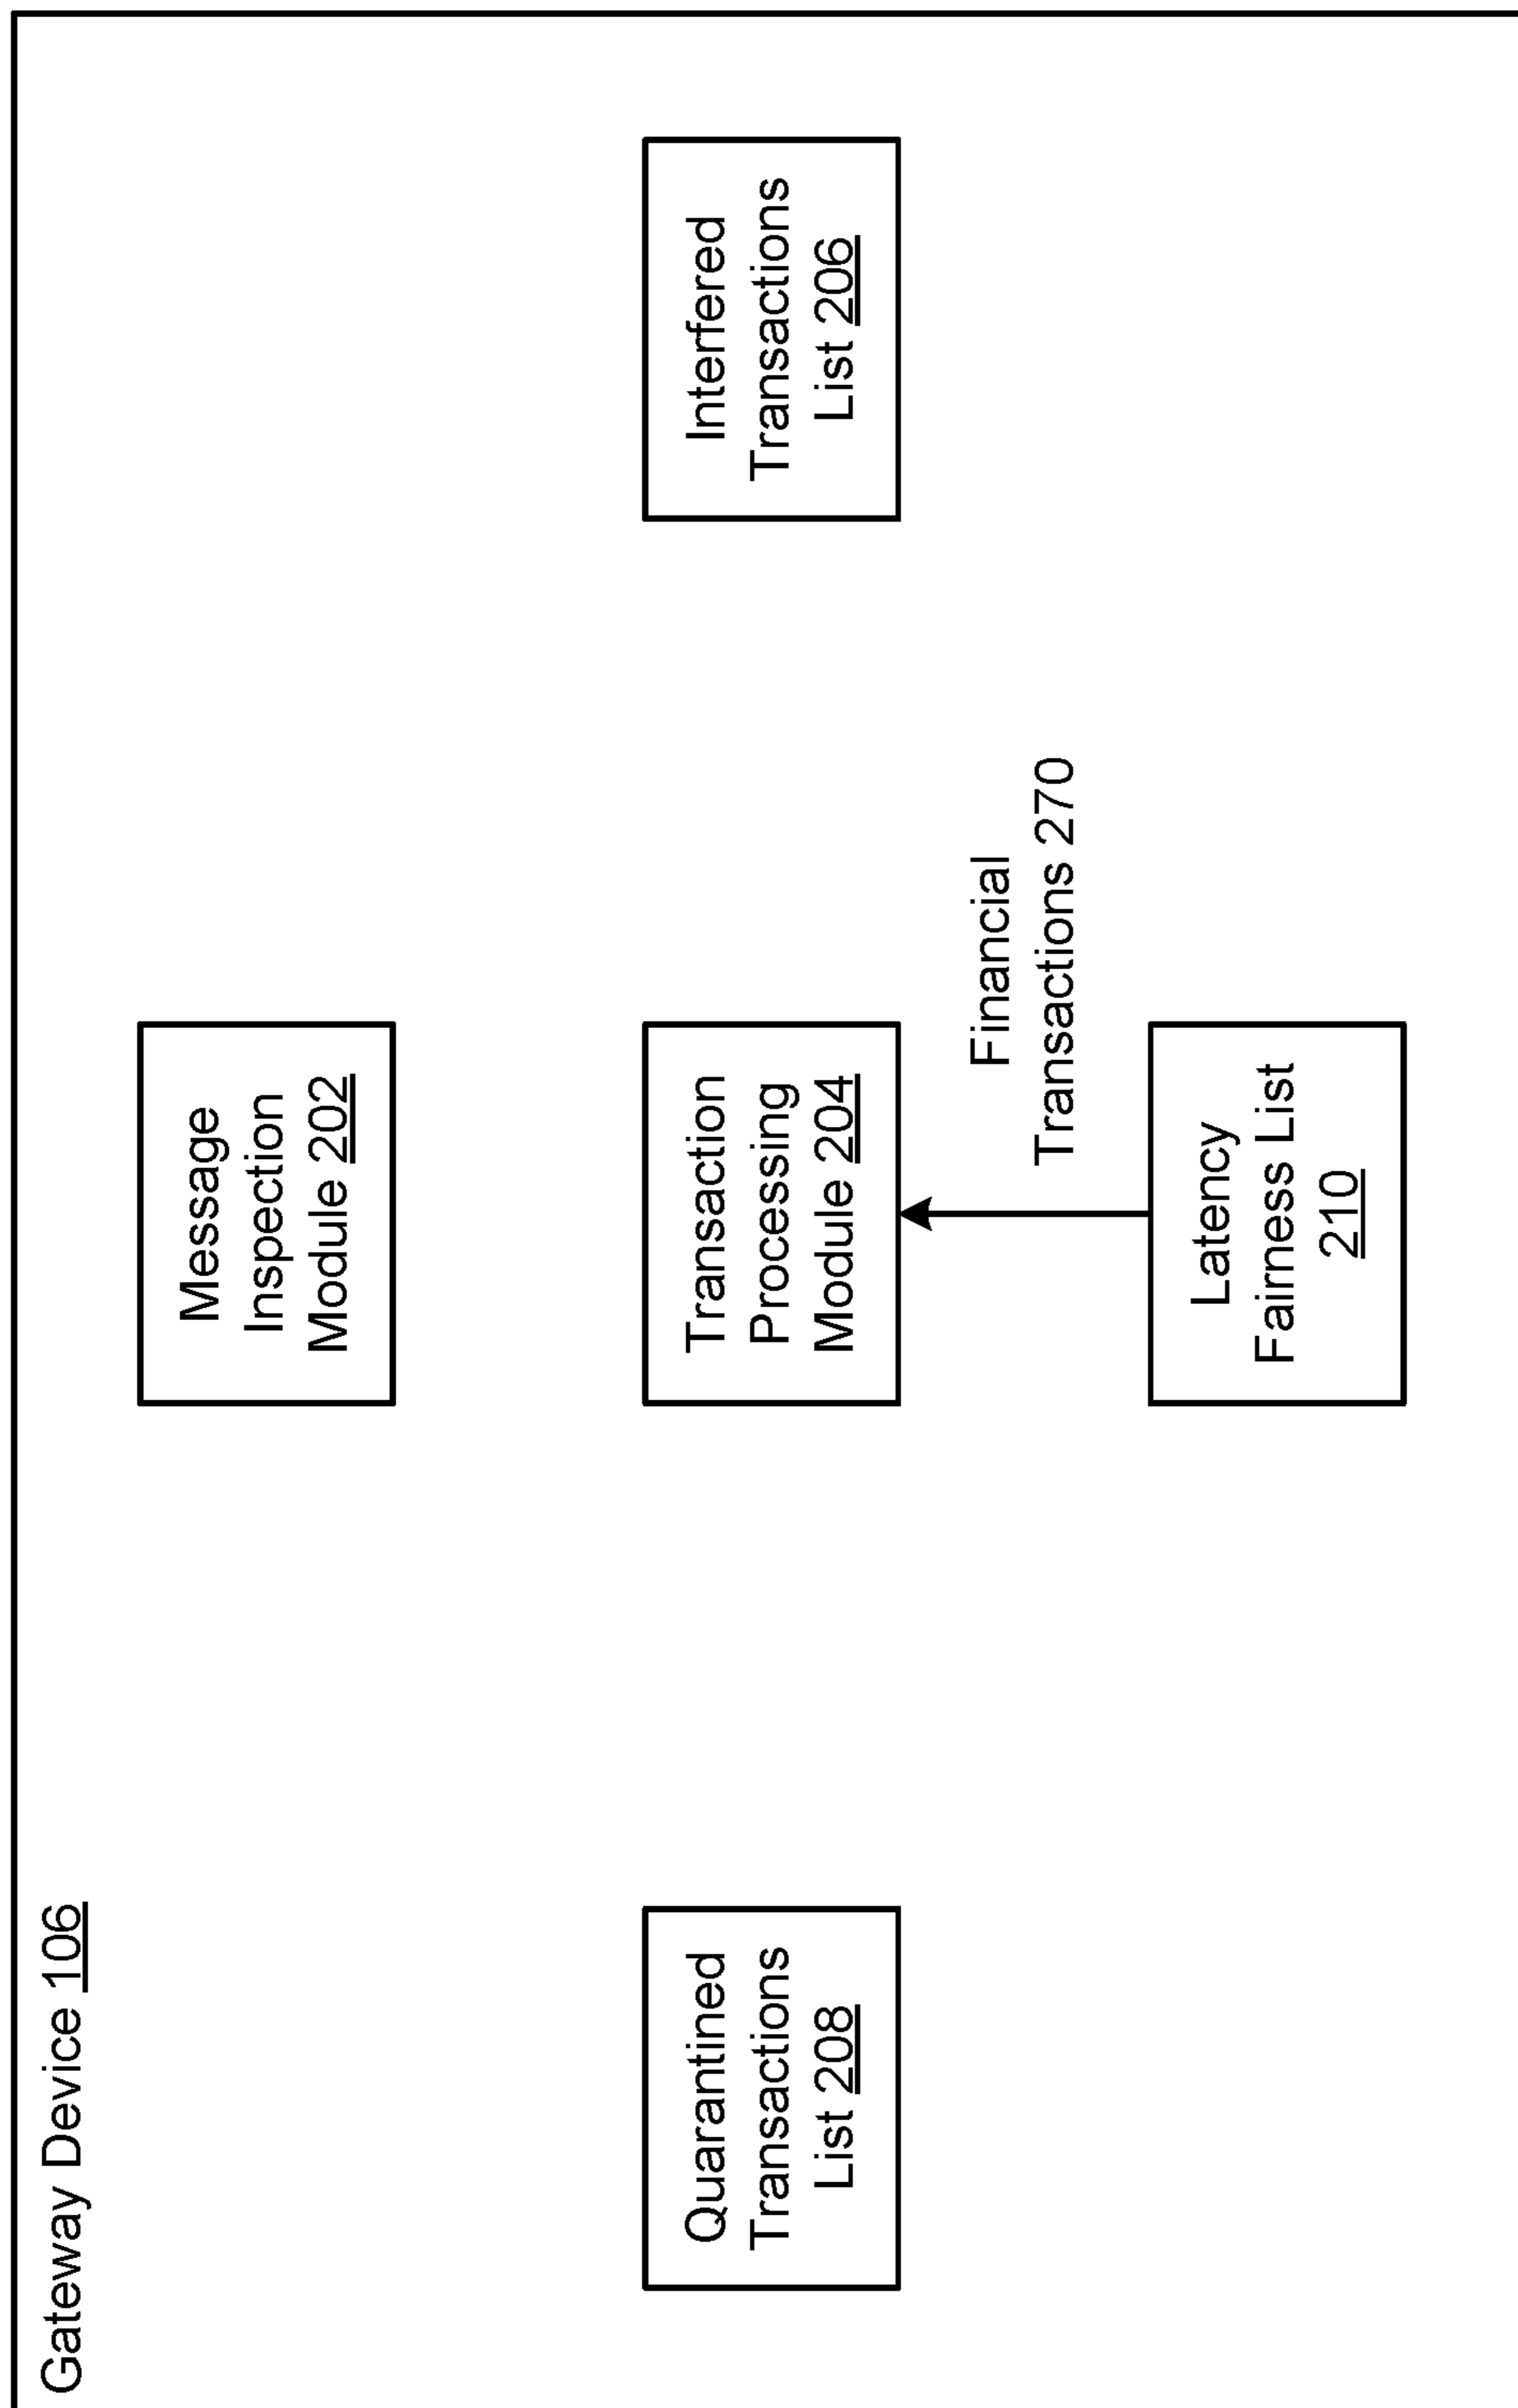 Gateway Device 106
Message
Inspection
Module 202
Quarantined
Transactions
List 208
Transaction
Processing
Module 204
Interfered
Transactions
List 206
Financial
Transactions 270
Latency
Fairness List
210